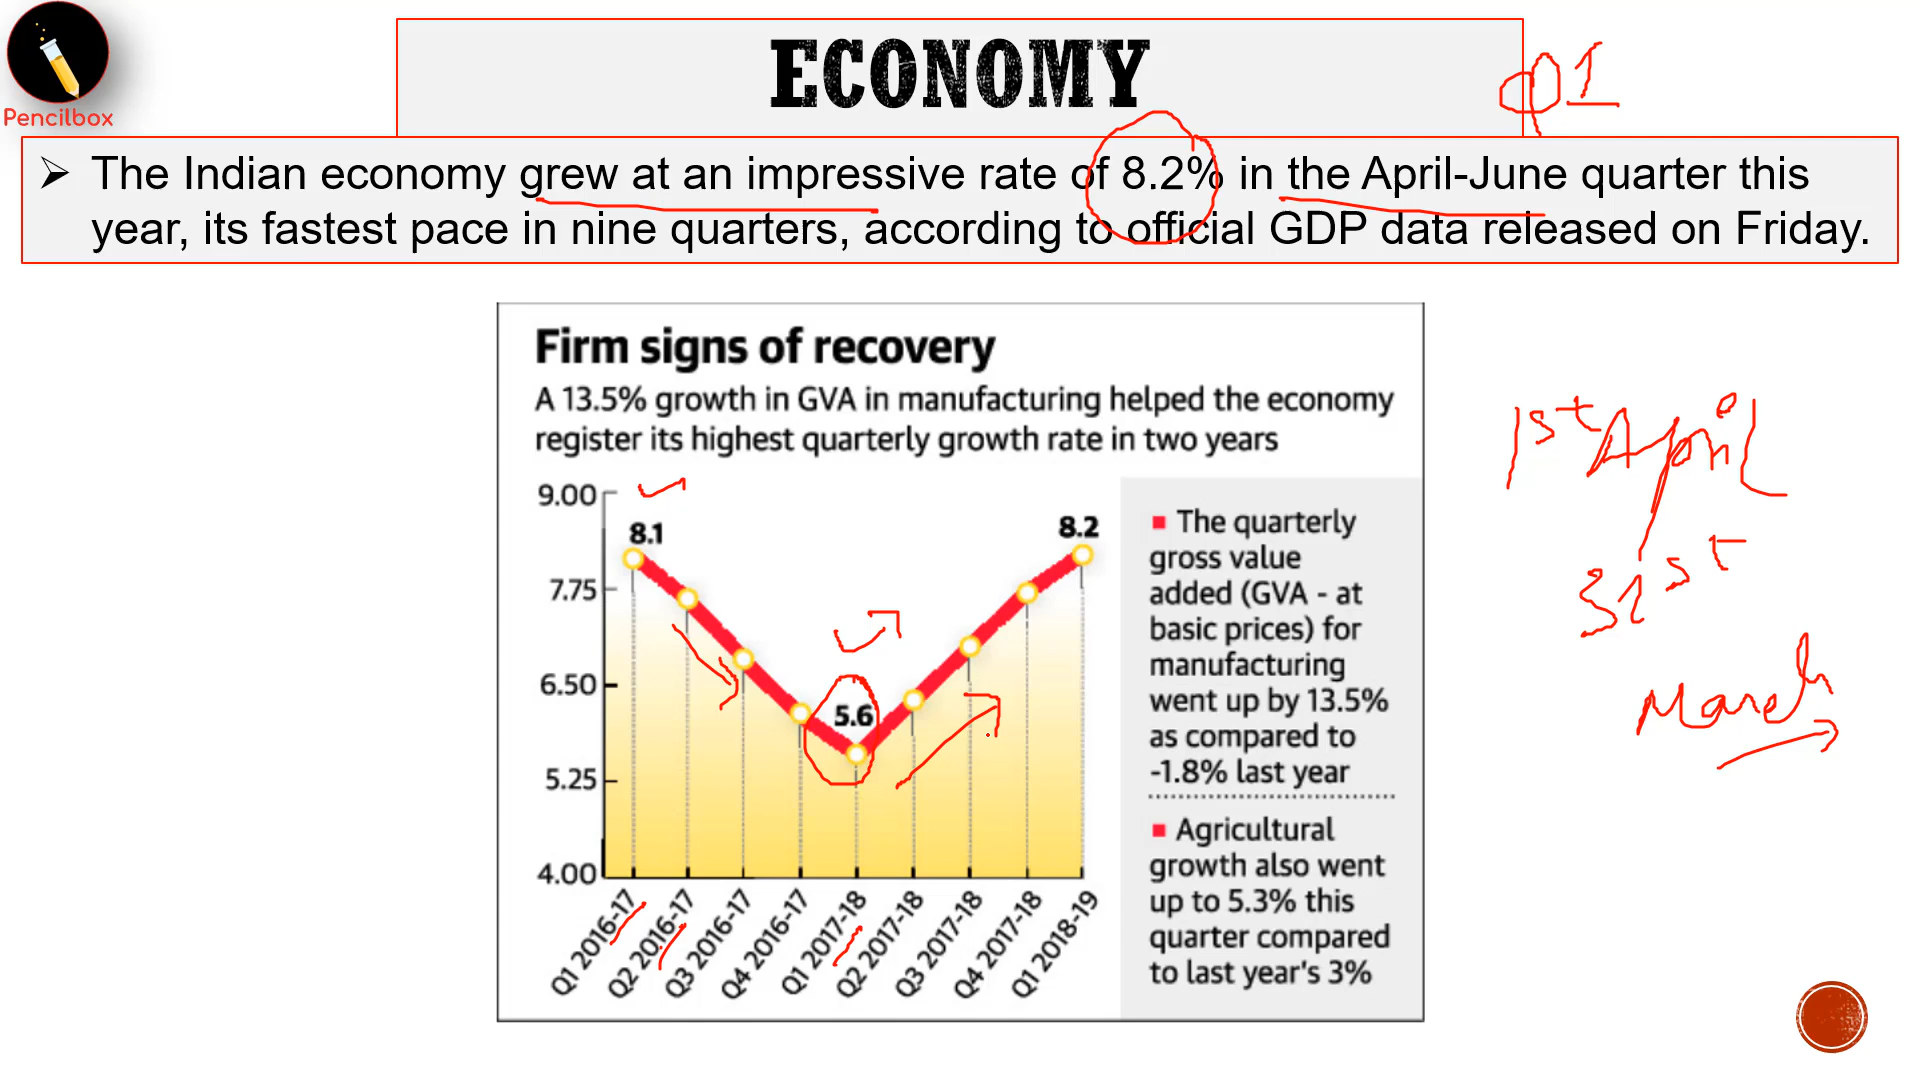 Pencilbox
ECONOMY
Q1
The Indian economy grew at an impressive rate of 8.2% in the April-June quarter this
year, its fastest pace in nine quarters, according to official GDP data released on Friday.
Firm signs of recovery
A 13.5% growth in GVA in manufacturing helped the economy
register its highest quarterly growth rate in two years
9.00
7.75
6.50
5.25
4.00
8.1
5.6
8.2
Q1 2016-17
Q2 2016-17
Q3 2016-17
Q4 2016-17
Q1 2017-18
Q2 2017-18
Q3 2017-18
Q4 2017-18
Q1 2018-19
The quarterly
gross value
added (GVA - at
basic prices) for
manufacturing
went up by 13.5%
as compared to
-1.8% last year
Agricultural
growth also went
up to 5.3% this
quarter compared
to last year's 3%
1st April
31st
March